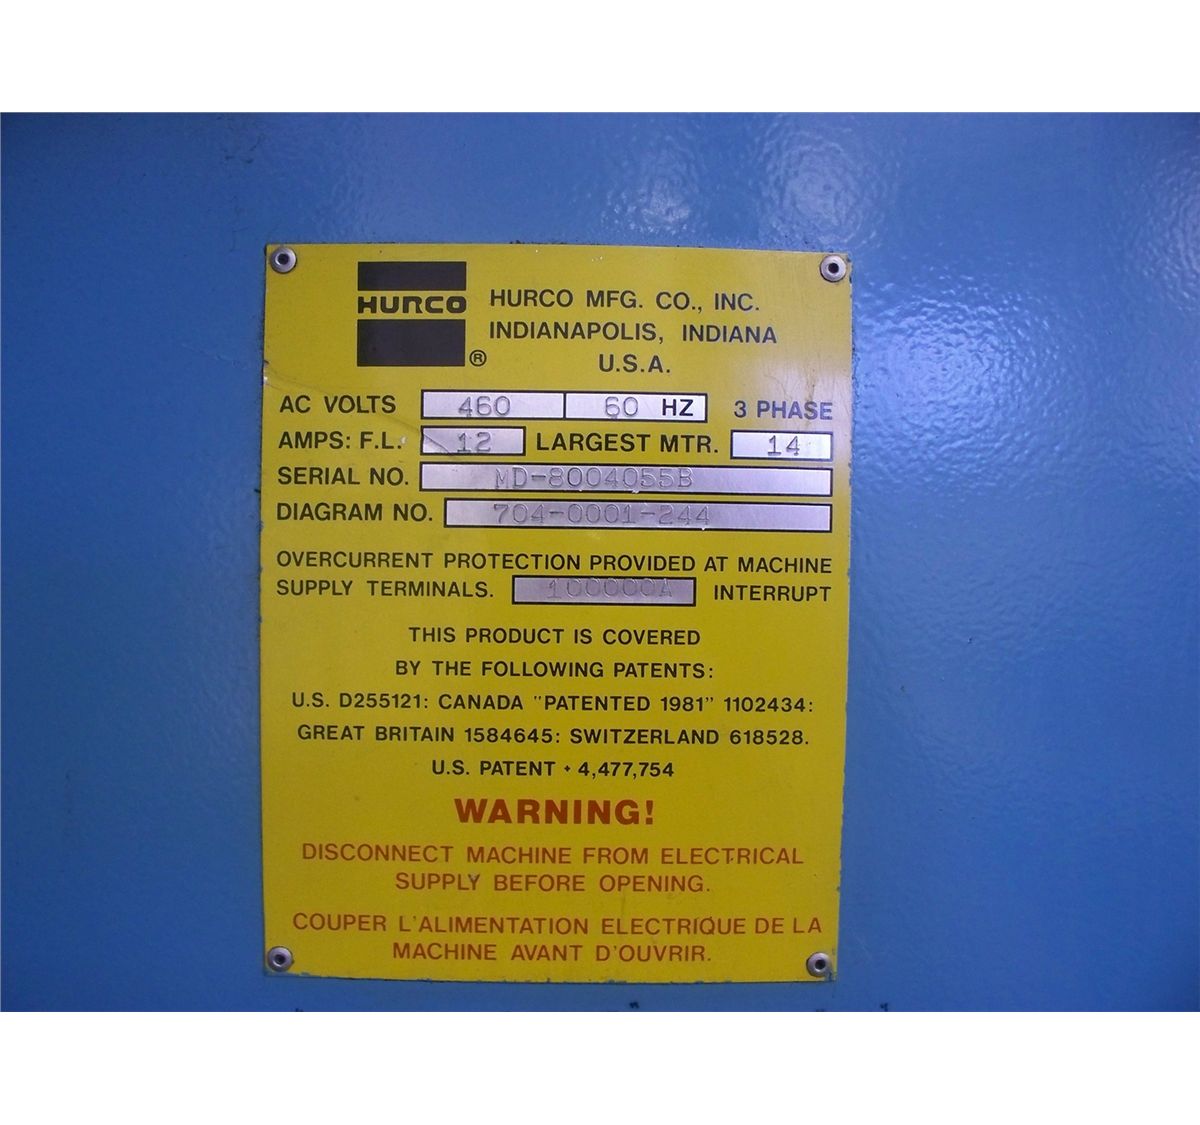 HURCO
®
HURCO MFG. CO., INC.
INDIANAPOLIS, INDIANA
U.S.A.
AC VOLTS 460 60 HZ 3 PHASE
AMPS: F.L. 12 LARGEST MTR. 14
SERIAL NO. MD-8004055B
DIAGRAM NO. 704-0001-244
OVERCURRENT PROTECTION PROVIDED AT MACHINE
SUPPLY TERMINALS. 100000A INTERRUPT
THIS PRODUCT IS COVERED
BY THE FOLLOWING PATENTS:
U.S. D255121: CANADA "PATENTED 1981" 1102434:
GREAT BRITAIN 1584645: SWITZERLAND 618528.
U.S. PATENT • 4,477,754
WARNING!
DISCONNECT MACHINE FROM ELECTRICAL
SUPPLY BEFORE OPENING.
COUPER L'ALIMENTATION ELECTRIQUE DE LA
MACHINE AVANT D'OUVRIR.